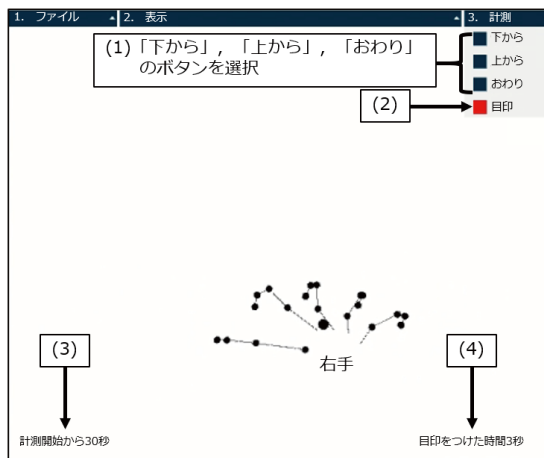 1. ファイル 2. 表示 3. 計測
下から
上から
おわり
目印
(1)「下から」,「上から」,「おわり」
のボタンを選択
(2)
右手
(3)
(4)
計測開始から30秒
目印をつけた時間3秒